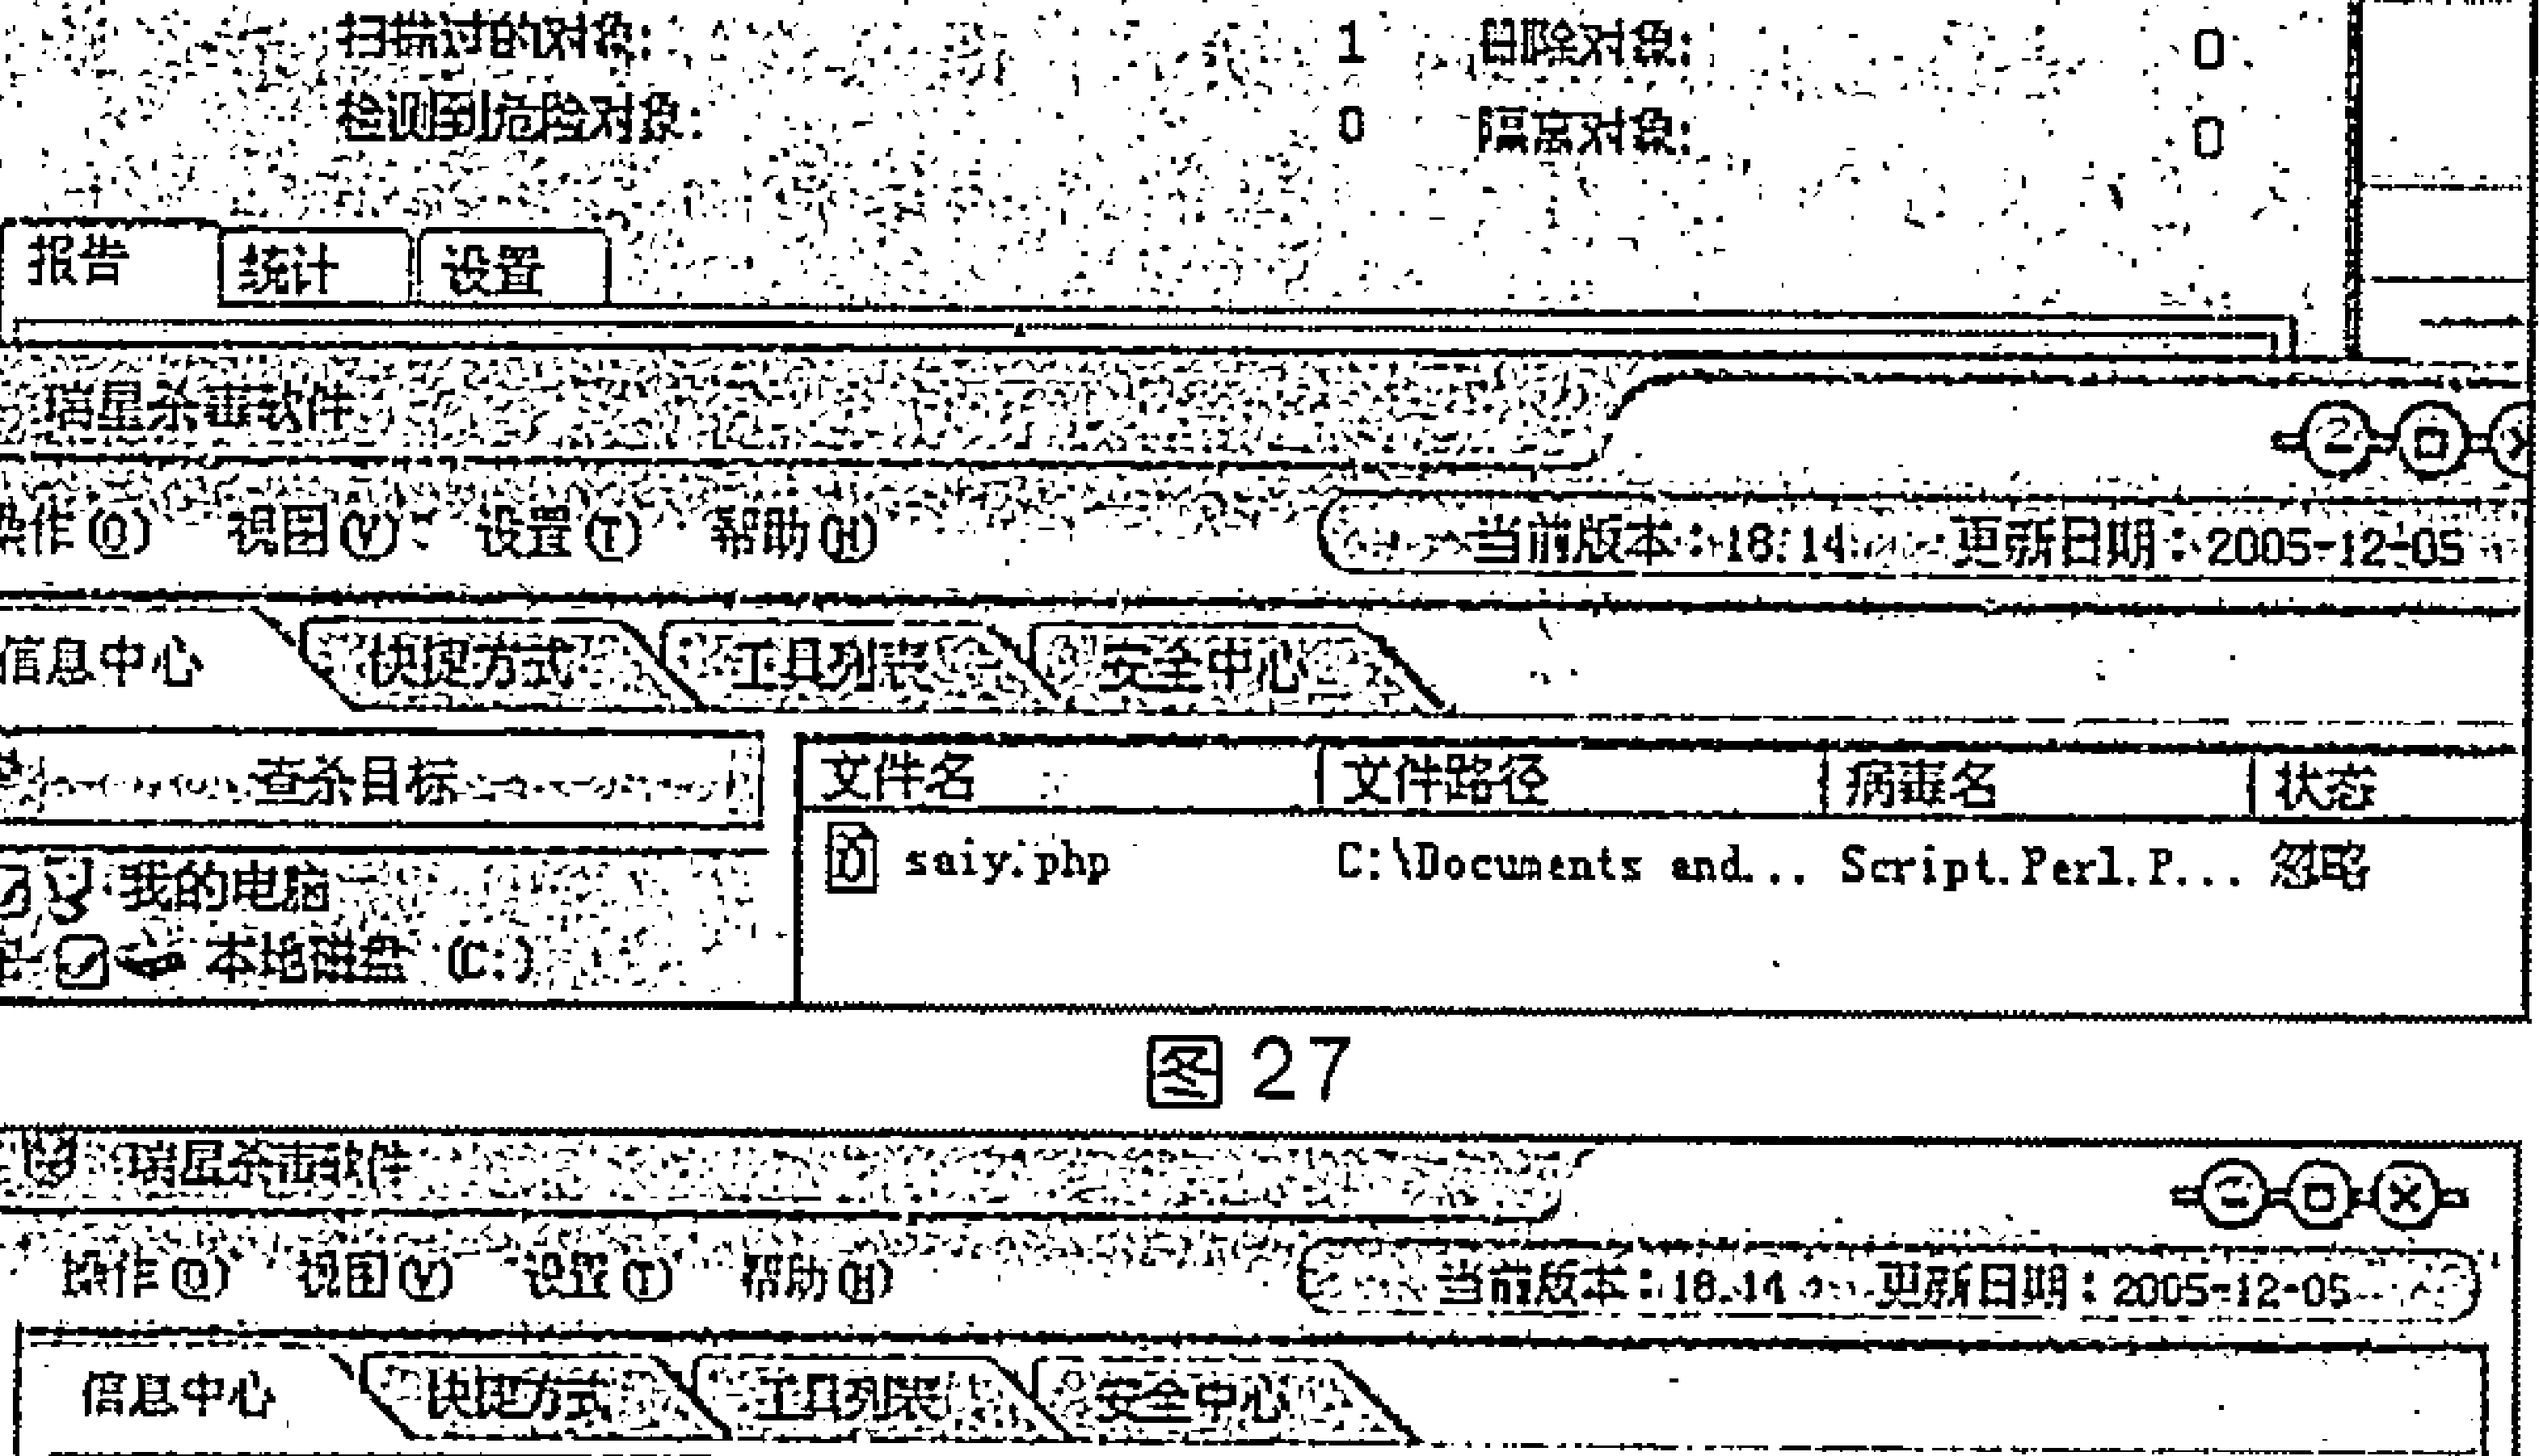 扫描过的对象: 1 删除对象: 0
检测到危险对象: 0 隔离对象: 0
报告 统计 设置
瑞星杀毒软件
操作(O) 视图(V) 设置(T) 帮助(H) 当前版本:18.14 更新日期:2005-12-05
信息中心 快捷方式 工具列表 安全中心
查杀目标 文件名 文件路径 病毒名 状态
我的电脑 saiy.php C:\Documents and... Script.Perl.P... 忽略
本地磁盘 (C:)
图 27
瑞星杀毒软件
操作(O) 视图(V) 设置(T) 帮助(H) 当前版本:18.14 更新日期:2005-12-05
信息中心 快捷方式 工具列表 安全中心